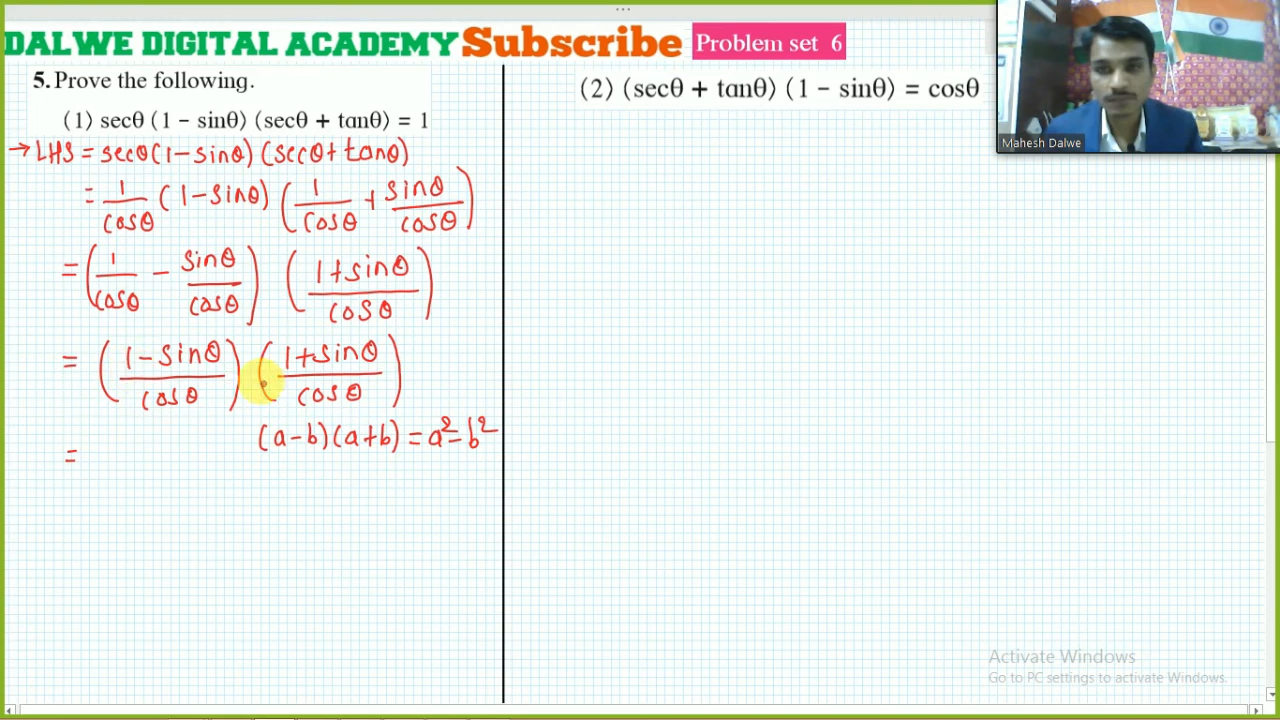 DALWE DIGITAL ACADEMY Subscribe Problem set 6
5. Prove the following.
(1) secθ (1 − sinθ) (secθ + tanθ) = 1
→ LHS = secθ(1−sinθ) (secθ + tanθ)
= 1/cosθ (1−sinθ) (1/cosθ + sinθ/cosθ)
= (1/cosθ − sinθ/cosθ) (1+sinθ/cosθ)
= (1−sinθ/cosθ) (1+sinθ/cosθ)
(a−b)(a+b) = a²−b²
=
(2) (secθ + tanθ) (1 − sinθ) = cosθ
Mahesh Dalwe
Activate Windows
Go to PC settings to activate Windows.